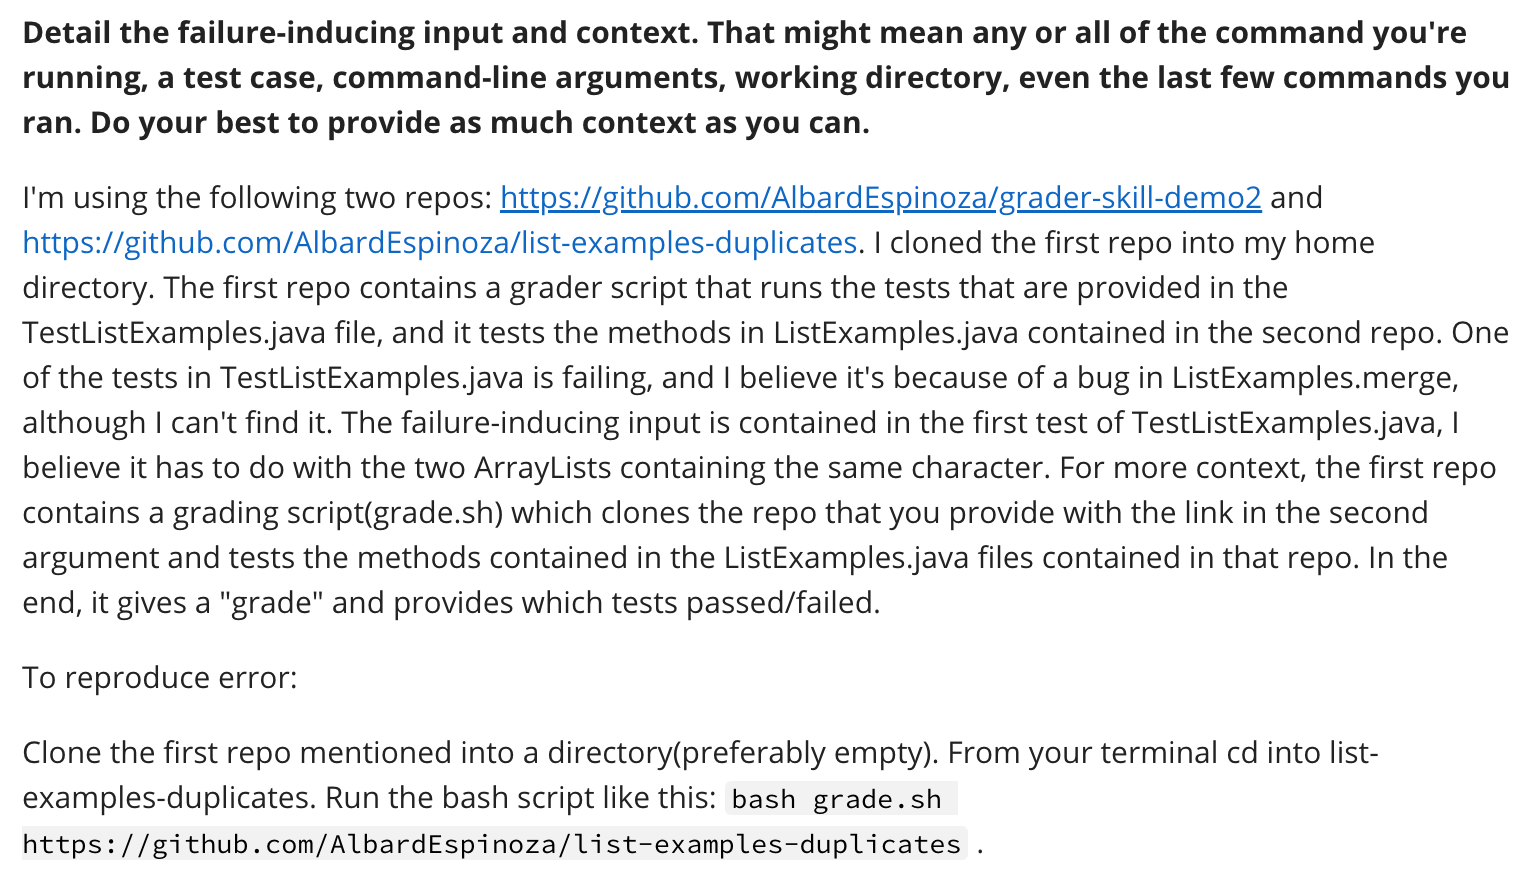 Detail the failure-inducing input and context. That might mean any or all of the command you're
running, a test case, command-line arguments, working directory, even the last few commands you
ran. Do your best to provide as much context as you can.
I'm using the following two repos: https://github.com/AlbardEspinoza/grader-skill-demo2 and
https://github.com/AlbardEspinoza/list-examples-duplicates. I cloned the first repo into my home
directory. The first repo contains a grader script that runs the tests that are provided in the
TestListExamples.java file, and it tests the methods in ListExamples.java contained in the second repo. One
of the tests in TestListExamples.java is failing, and I believe it's because of a bug in ListExamples.merge,
although I can't find it. The failure-inducing input is contained in the first test of TestListExamples.java, I
believe it has to do with the two ArrayLists containing the same character. For more context, the first repo
contains a grading script(grade.sh) which clones the repo that you provide with the link in the second
argument and tests the methods contained in the ListExamples.java files contained in that repo. In the
end, it gives a "grade" and provides which tests passed/failed.
To reproduce error:
Clone the first repo mentioned into a directory(preferably empty). From your terminal cd into list-
examples-duplicates. Run the bash script like this: bash grade.sh
https://github.com/AlbardEspinoza/list-examples-duplicates .